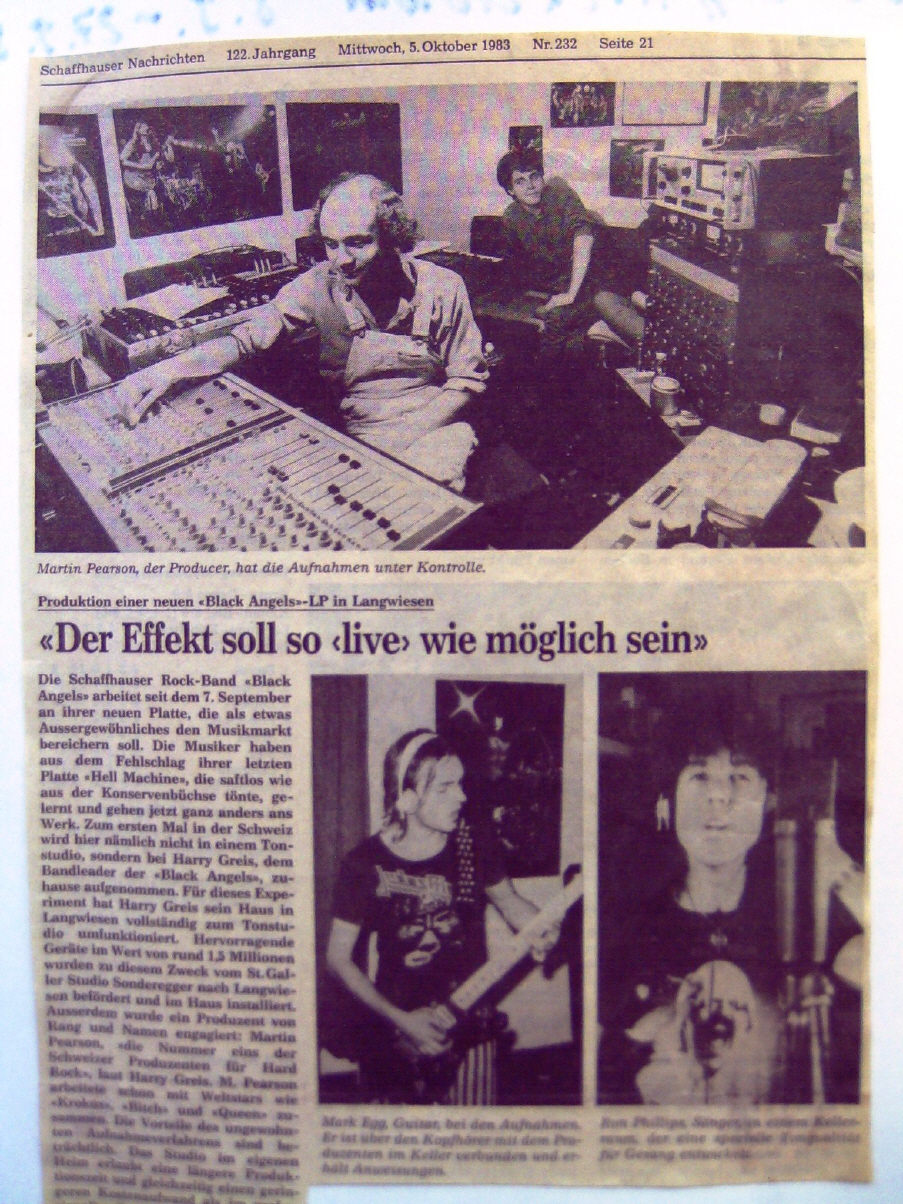 Schaffhauser Nachrichten 122. Jahrgang Mittwoch, 5. Oktober 1983 Nr. 232 Seite 21
Martin Pearson, der Producer, hat die Aufnahmen unter Kontrolle.
Produktion einer neuen «Black Angels»-LP in Langwiesen
«Der Effekt soll so ‹live› wie möglich sein»
Die Schaffhauser Rock-Band «Black
Angels» arbeitet seit dem 7. September
an ihrer neuen Platte, die als etwas
Aussergewöhnliches den Musikmarkt
bereichern soll. Die Musiker haben
aus dem Fehlschlag ihrer letzten
Platte «Hell Machine», die saftlos wie
aus der Konservenbüchse tönte, ge-
lernt und gehen jetzt ganz anders ans
Werk. Zum ersten Mal in der Schweiz
wird hier nämlich nicht in einem Ton-
studio, sondern bei Harry Greis, dem
Bandleader der «Black Angels», zu-
hause aufgenommen. Für dieses Expe-
riment hat Harry Greis sein Haus in
Langwiesen vollständig zum Tonstu-
dio umfunktioniert. Hervorragende
Geräte im Wert von rund 1,5 Millionen
wurden zu diesem Zweck vom St. Gal-
ler Studio Sonderegger nach Langwie-
sen befördert und im Haus installiert.
Ausserdem wurde ein Produzent von
Rang und Namen engagiert: Martin
Pearson, «die Nummer eins der
Schweizer Produzenten für Hard
Rock», laut Harry Greis. M. Pearson
arbeitete schon mit Weltstars wie
«Krokus», «Bitch» und «Queen» zu-
sammen. Die Vorteile des ungewohn-
ten Aufnahmeverfahrens sind be-
trächtlich. Das Studio im eigenen
Heim erlaubt eine längere Produk-
tionszeit und gleichzeitig einen gerin-
geren Kostenaufwand als im
Mark Egg, Guitar, bei den Aufnahmen.
Er ist über den Kopfhörer mit dem Pro-
duzenten im Keller verbunden und er-
hält Anweisungen.
Ron Phillips, Sänger, in einem Keller-
raum, der eine spezielle
für Gesang